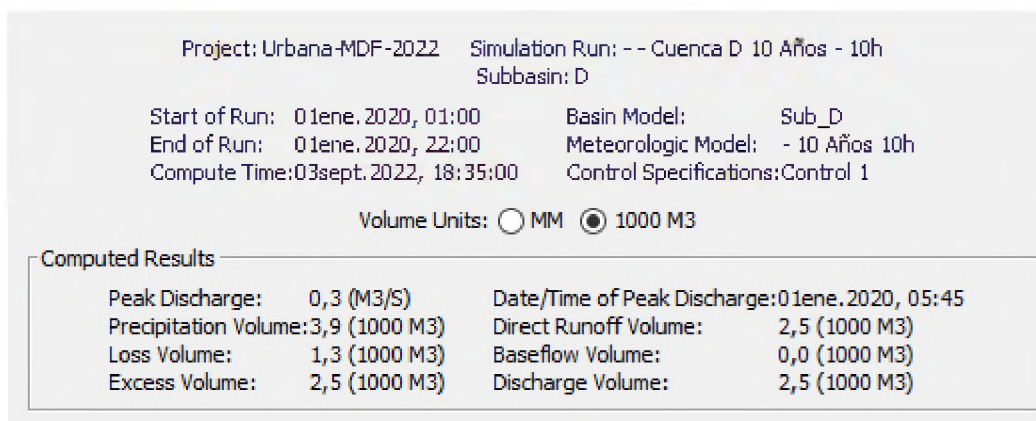 Project: Urbana-MDF-2022 Simulation Run: - - Cuenca D 10 Años - 10h
Subbasin: D
Start of Run: 01ene.2020, 01:00 Basin Model: Sub_D
End of Run: 01ene.2020, 22:00 Meteorologic Model: - 10 Años 10h
Compute Time:03sept.2022, 18:35:00 Control Specifications:Control 1
Volume Units: MM 1000 M3
Computed Results
Peak Discharge: 0,3 (M3/S) Date/Time of Peak Discharge:01ene.2020, 05:45
Precipitation Volume:3,9 (1000 M3) Direct Runoff Volume: 2,5 (1000 M3)
Loss Volume: 1,3 (1000 M3) Baseflow Volume: 0,0 (1000 M3)
Excess Volume: 2,5 (1000 M3) Discharge Volume: 2,5 (1000 M3)